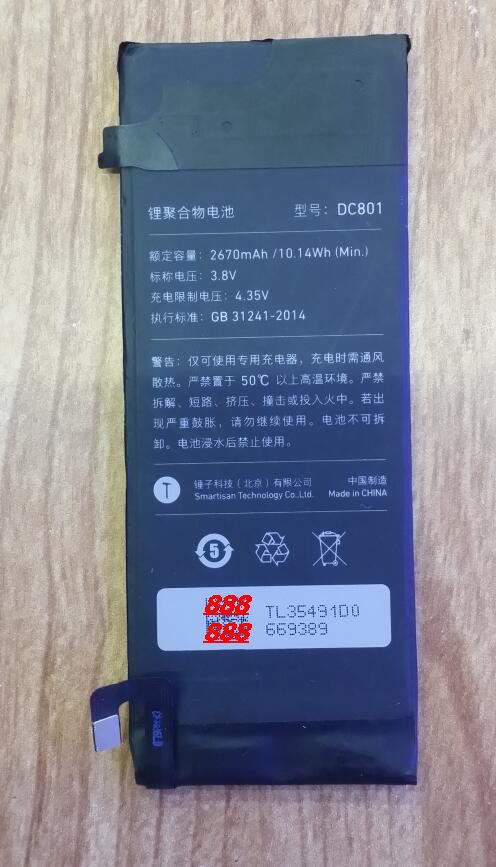 锂聚合物电池 型号：DC801
额定容量：2670mAh /10.14Wh (Min.)
标称电压：3.8V
充电限制电压：4.35V
执行标准：GB 31241-2014
警告：仅可使用专用充电器，充电时需通风
散热。严禁置于 50℃ 以上高温环境。严禁
拆解、短路、挤压、撞击或投入火中。若出
现严重鼓胀，请勿继续使用。电池不可拆
卸。电池浸水后禁止使用。
T
锤子科技（北京）有限公司 中国制造
Smartisan Technology Co.,Ltd. Made in CHINA
5
888 TL35491D0
888 669389